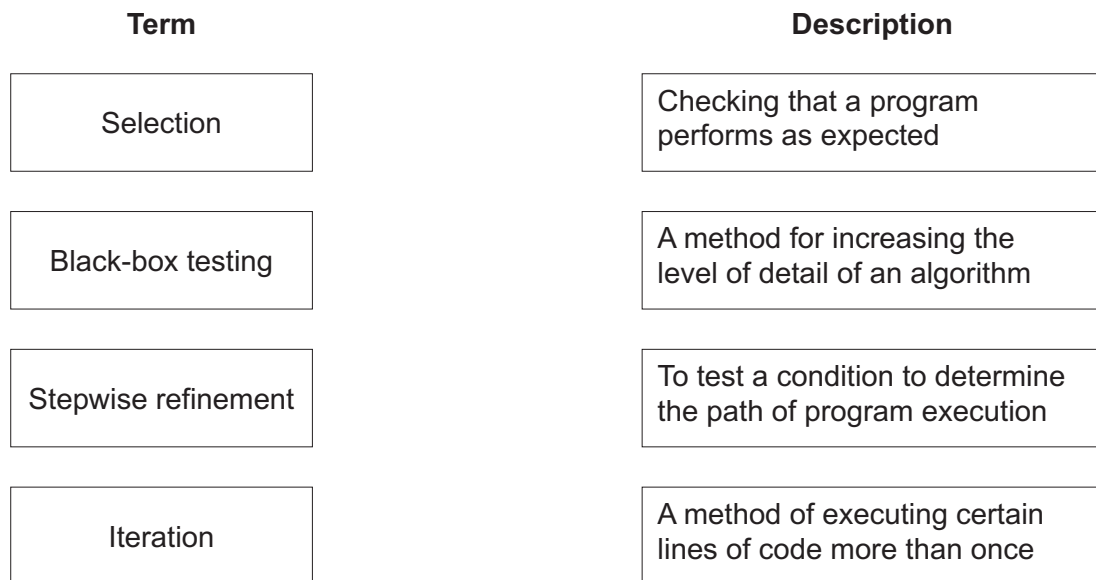 Term
Description
Selection
Checking that a program
performs as expected
Black-box testing
A method for increasing the
level of detail of an algorithm
Stepwise refinement
To test a condition to determine
the path of program execution
Iteration
A method of executing certain
lines of code more than once